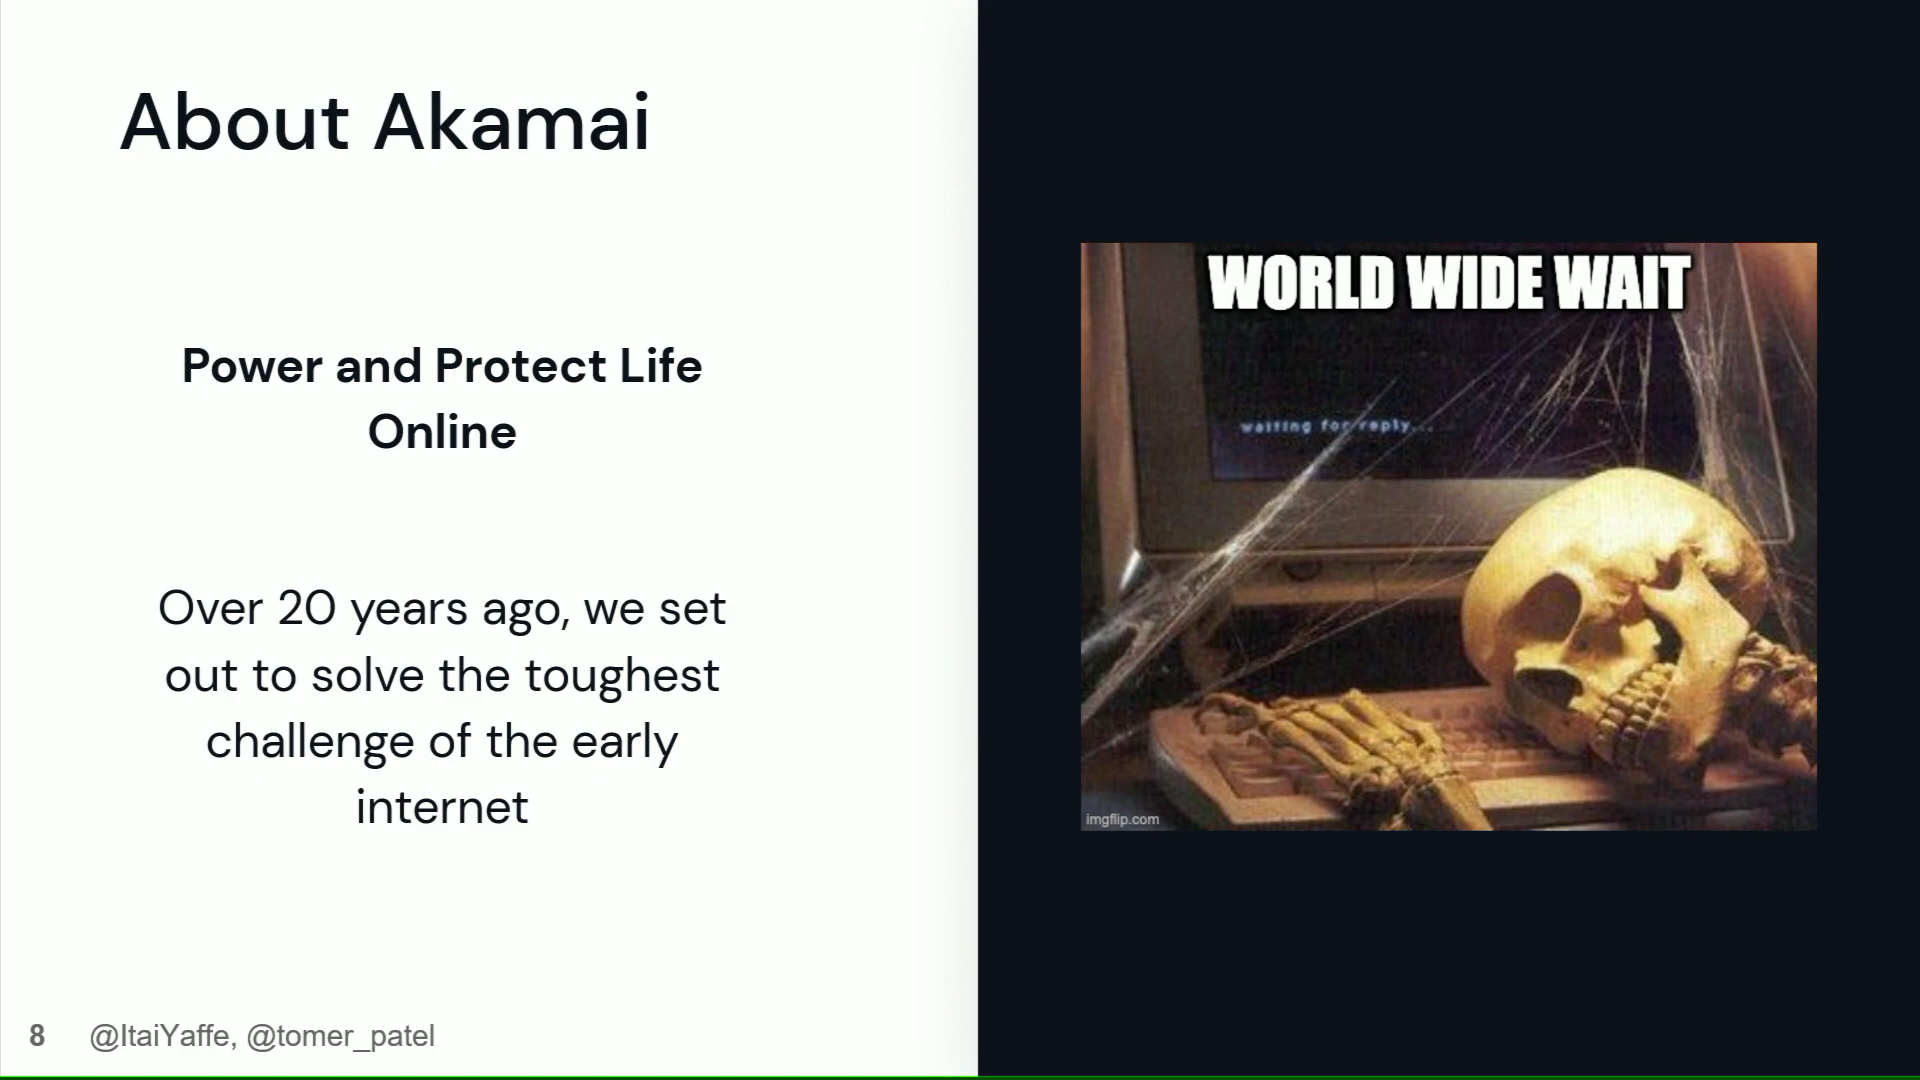 About Akamai
Power and Protect Life
Online
Over 20 years ago, we set
out to solve the toughest
challenge of the early
internet
8 @ItaiYaffe, @tomer_patel
WORLD WIDE WAIT
waiting for reply...
imgflip.com